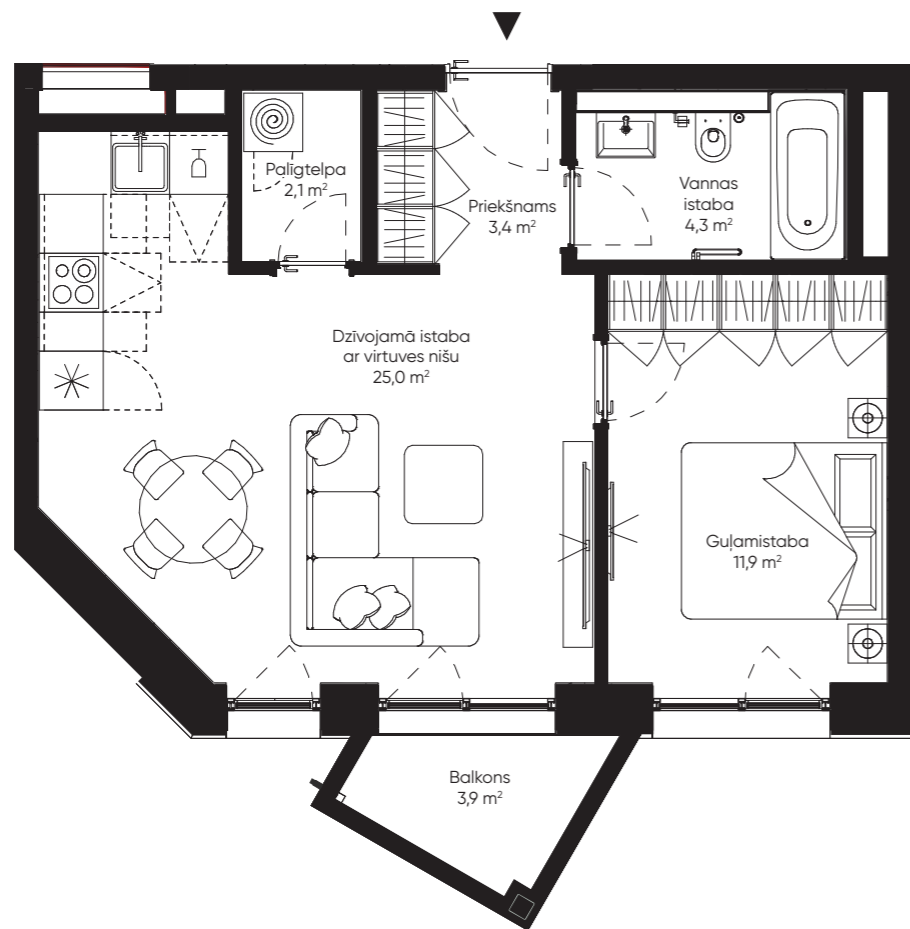 Palīgtelpa
2,1 m²
Priekšnams
3,4 m²
Vannas
istaba
4,3 m²
Dzīvojamā istaba
ar virtuves nišu
25,0 m²
Guļamistaba
11,9 m²
Balkons
3,9 m²